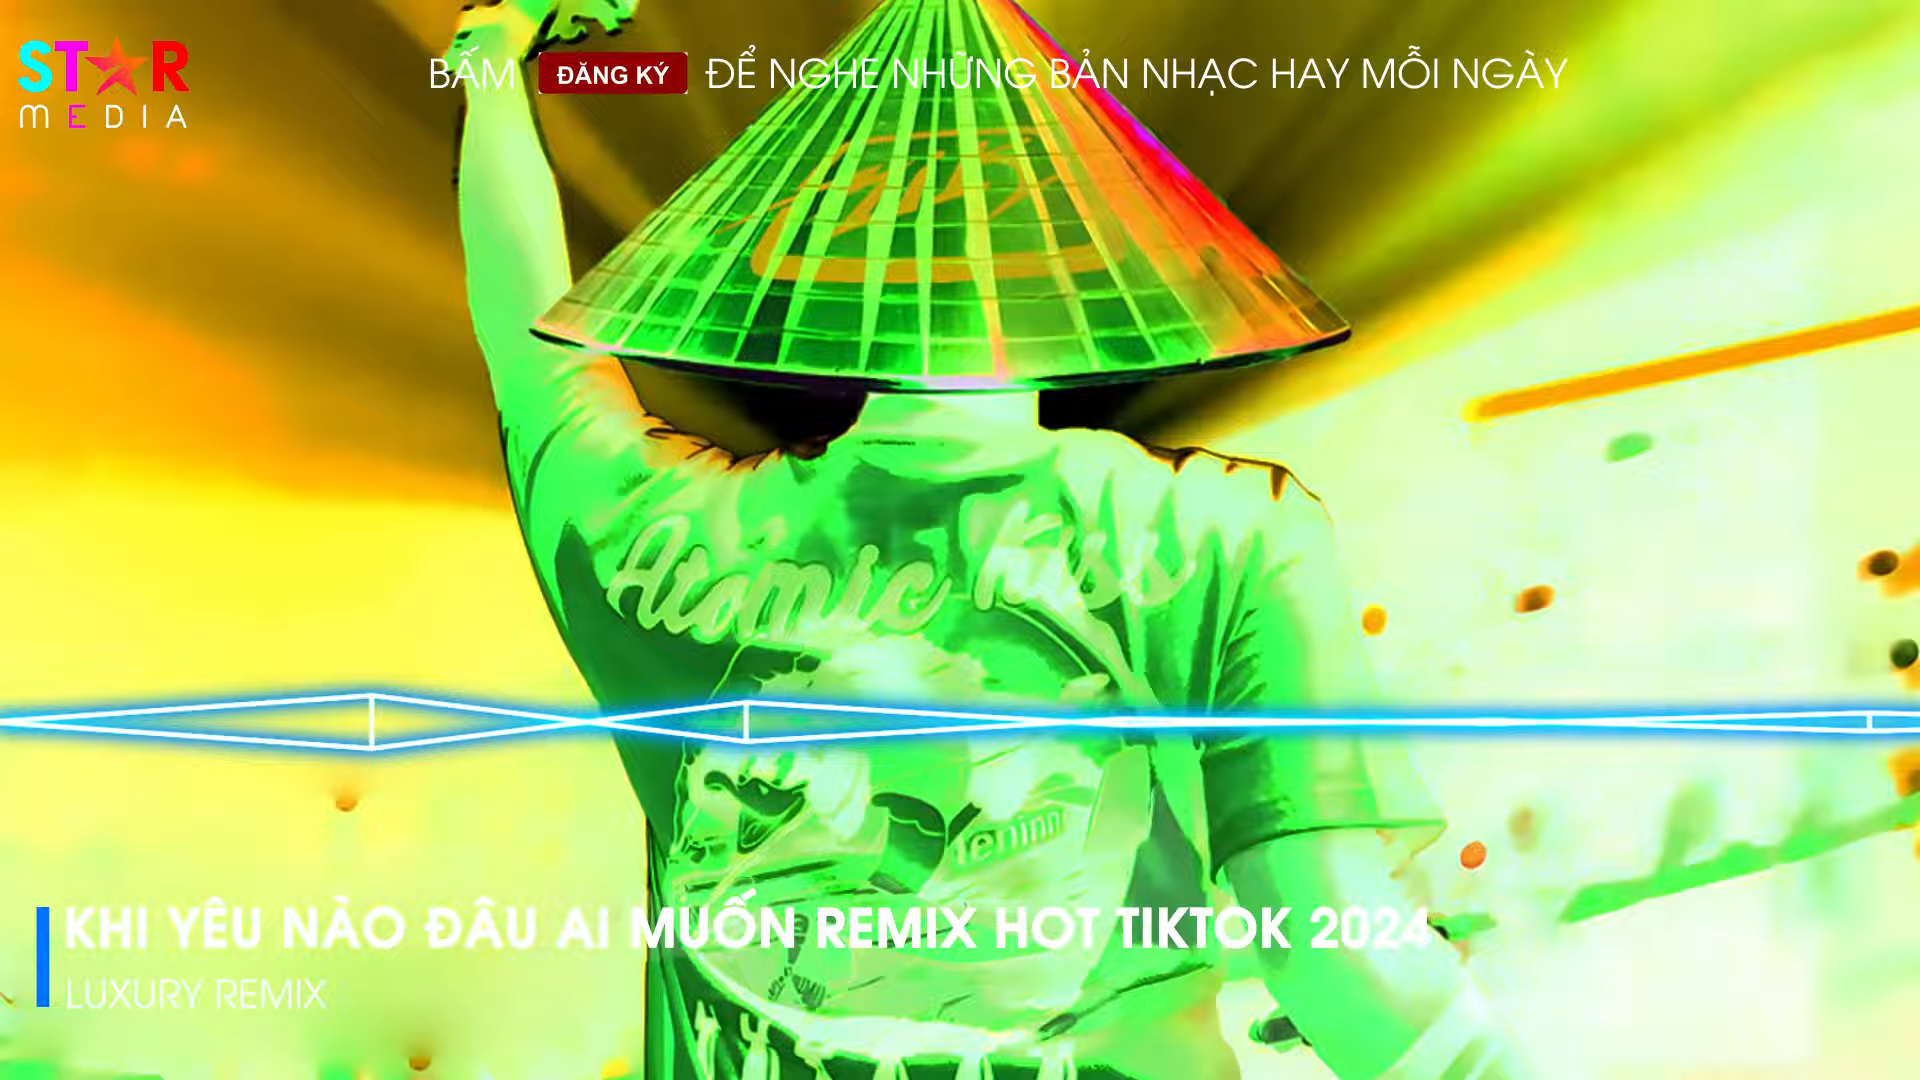 STAR
MEDIA
BẤM ĐĂNG KÝ ĐỂ NGHE NHỮNG BẢN NHẠC HAY MỖI NGÀY
Atomic Kiss
KHI YÊU NÀO ĐÂU AI MUỐN REMIX HOT TIKTOK 2024
LUXURY REMIX